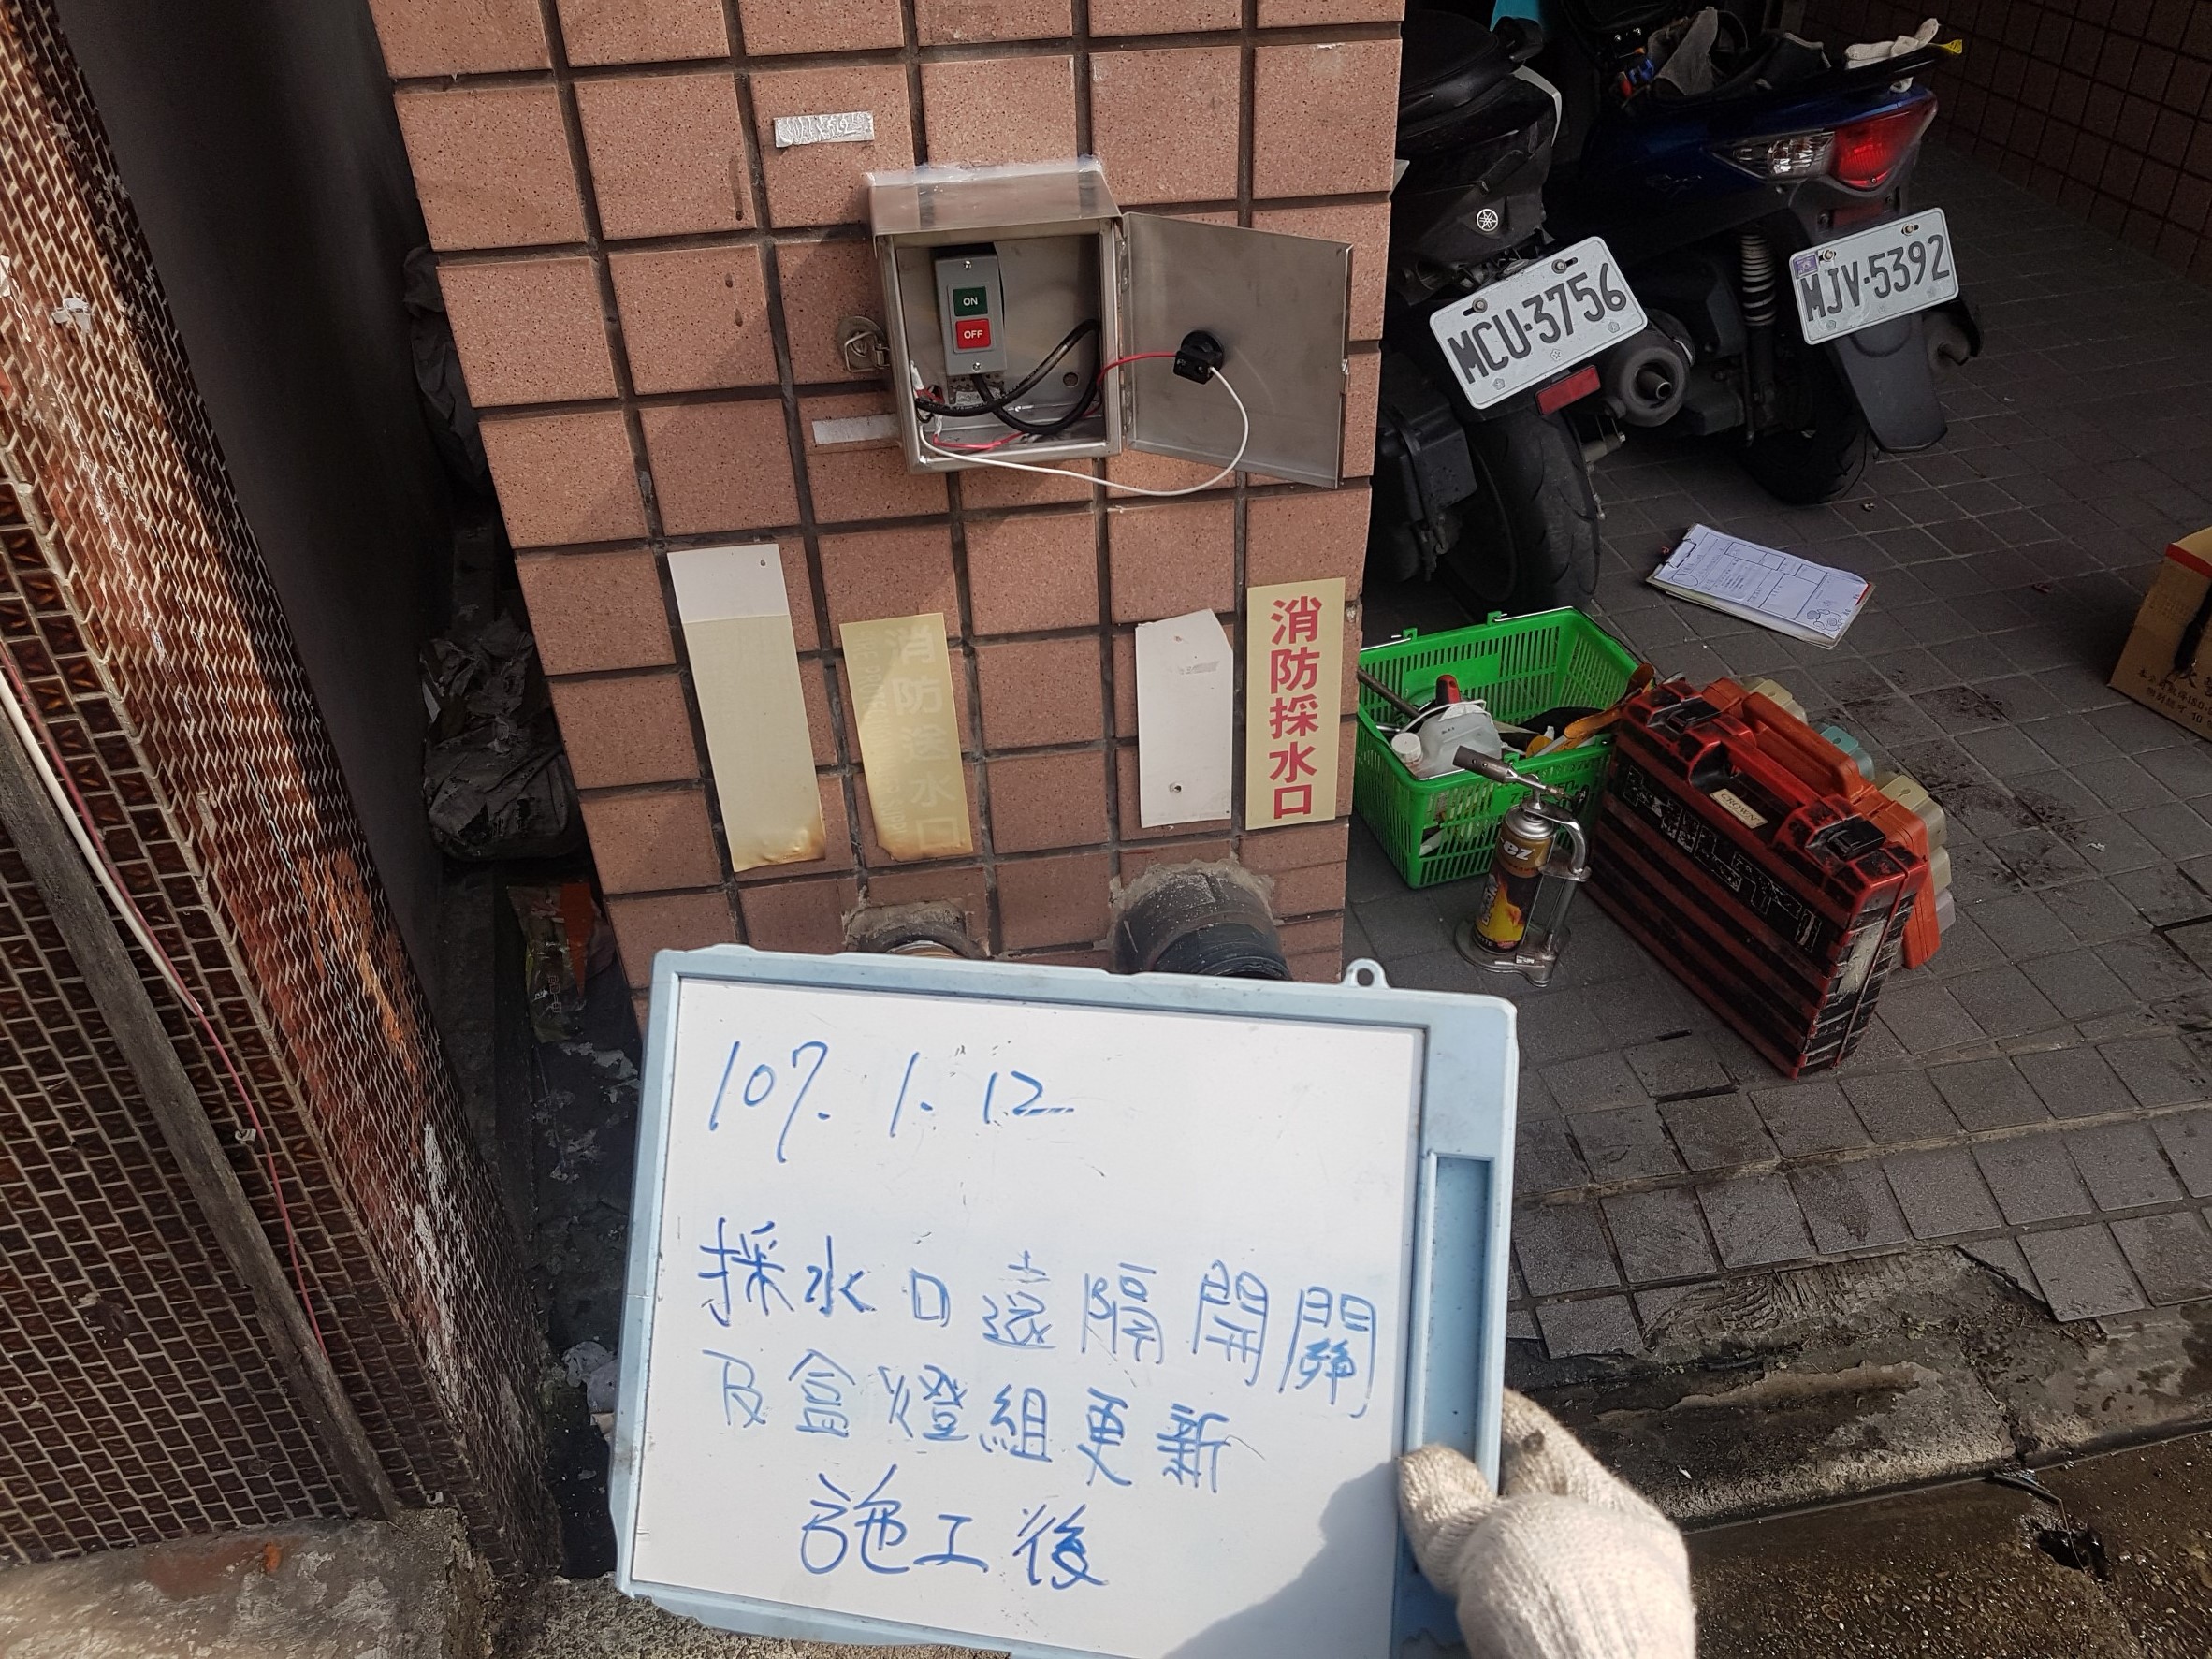 ON
OFF
MCU-3756
MJV-5392
消防送水口
消防採水口
CROWN
107. 1. 12
採水口遠隔開關
及盒燈組更新
施工後